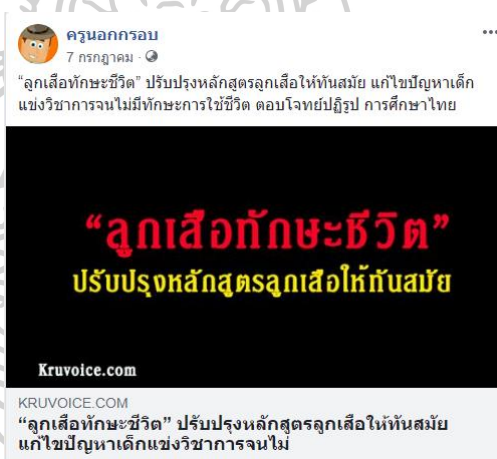 ครูนอกกรอบ
7 กรกฎาคม ·
“ลูกเสือทักษะชีวิต” ปรับปรุงหลักสูตรลูกเสือให้ทันสมัย แก้ไขปัญหาเด็ก
แข่งวิชาการจนไม่มีทักษะการใช้ชีวิต ตอบโจทย์ปฏิรูป การศึกษาไทย
“ลูกเสือทักษะชีวิต”
ปรับปรุงหลักสูตรลูกเสือให้ทันสมัย
Kruvoice.com
KRUVOICE.COM
“ลูกเสือทักษะชีวิต” ปรับปรุงหลักสูตรลูกเสือให้ทันสมัย
แก้ไขปัญหาเด็กแข่งวิชาการจนไม่